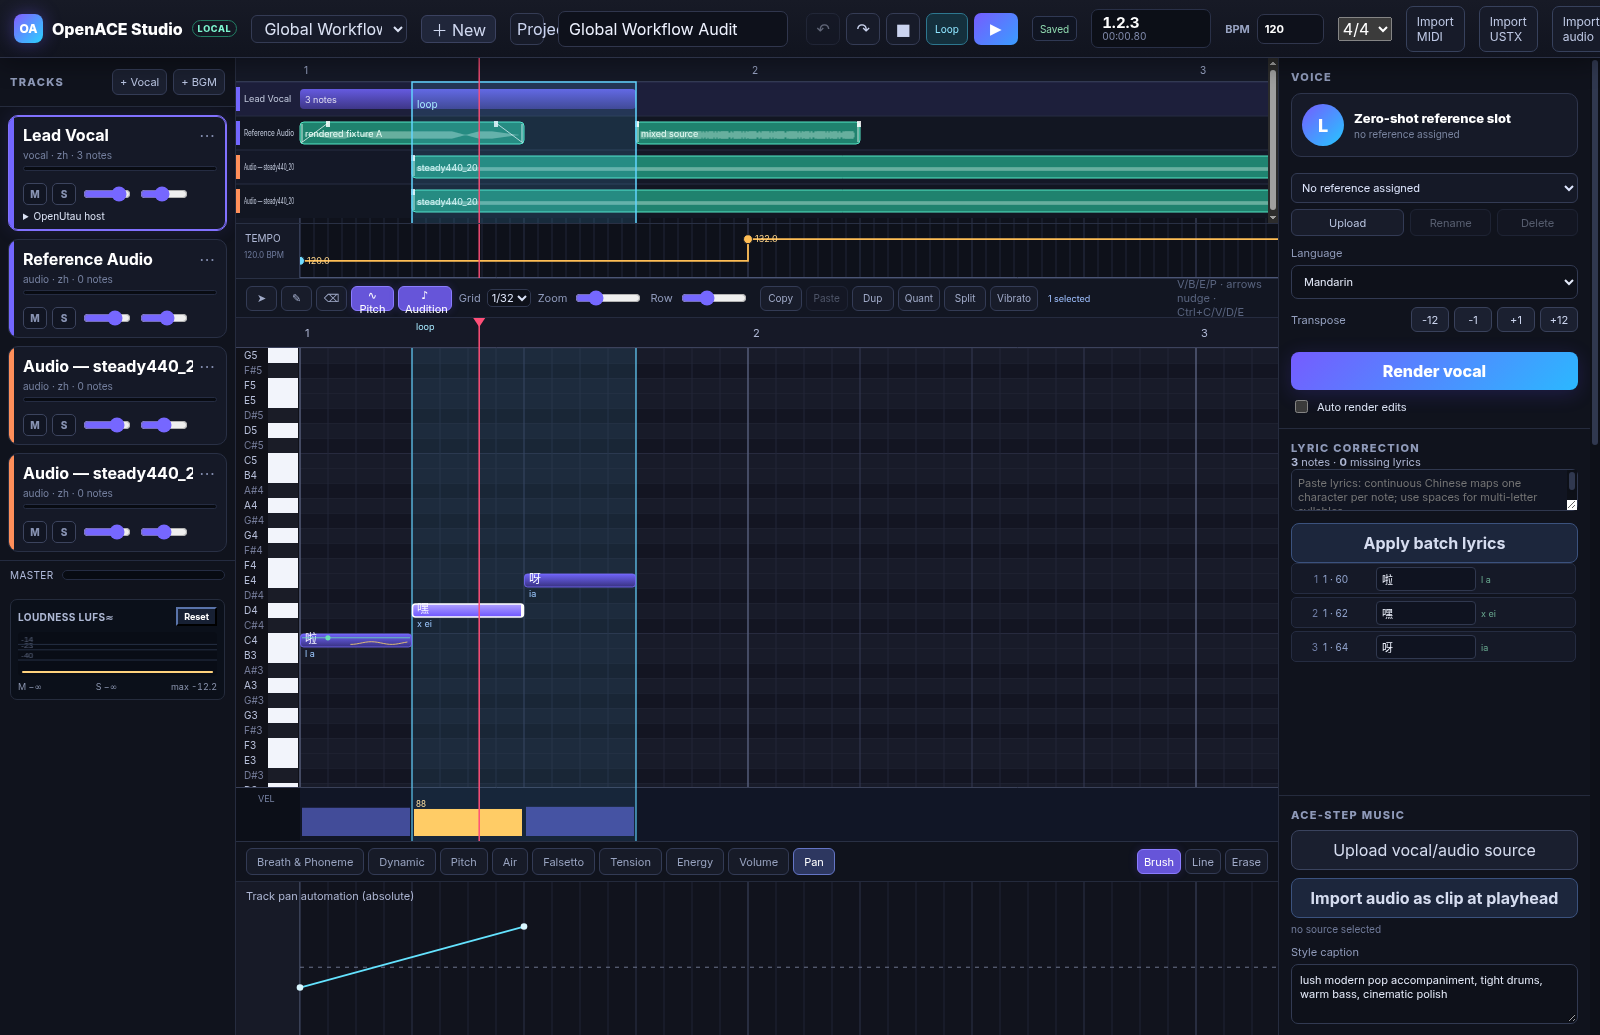 OA OpenACE Studio LOCAL Global Workflow + New Projec Global Workflow Audit ↶ ↷ ■ Loop ▶ Saved 1.2.3 00:00.80 BPM 120 4/4 Import MIDI Import USTX Import audio
TRACKS + Vocal + BGM
Lead Vocal ···
vocal · zh · 3 notes
M S
▶ OpenUtau host
Reference Audio ···
audio · zh · 0 notes
M S
Audio — steady440_2 ···
audio · zh · 0 notes
M S
Audio — steady440_2 ···
audio · zh · 0 notes
M S
MASTER
LOUDNESS LUFS≈ Reset
-14
-23
-40
M −∞ S −∞ max -12.2
1 2 3
Lead Vocal 3 notes loop
Reference Audio rendered fixture A mixed source
Audio — steady440_20 steady440_20
Audio — steady440_20 steady440_20
TEMPO
120.0 BPM
120.0 132.0
➤ ✎ ⌫ ∿ Pitch ♪ Audition Grid 1/32 Zoom Row Copy Paste Dup Quant Split Vibrato 1 selected
V/B/E/P · arrows
nudge ·
Ctrl+C/V/D/E
loop
1 2 3
G5
F#5
F5
E5
D#5
D5
C#5
C5
B4
A#4
A4
G#4
G4
F#4
F4
E4 呀
D#4 ia
D4 嘿
C#4 x ei
C4 啦
B3 l a
A#3
A3
G#3
G3
F#3
F3
E3
D#3
VEL 88
Breath & Phoneme Dynamic Pitch Air Falsetto Tension Energy Volume Pan Brush Line Erase
Track pan automation (absolute)
VOICE
L Zero-shot reference slot
no reference assigned
No reference assigned
Upload Rename Delete
Language
Mandarin
Transpose -12 -1 +1 +12
Render vocal
Auto render edits
LYRIC CORRECTION
3 notes · 0 missing lyrics
Paste lyrics: continuous Chinese maps one
character per note; use spaces for multi-letter
Apply batch lyrics
1 1 · 60 啦 l a
2 1 · 62 嘿 x ei
3 1 · 64 呀 ia
ACE-STEP MUSIC
Upload vocal/audio source
Import audio as clip at playhead
no source selected
Style caption
lush modern pop accompaniment, tight drums,
warm bass, cinematic polish